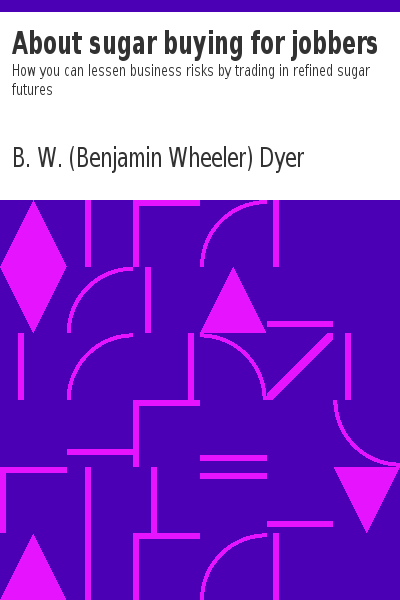 About sugar buying for jobbers
How you can lessen business risks by trading in refined sugar
futures
B. W. (Benjamin Wheeler) Dyer